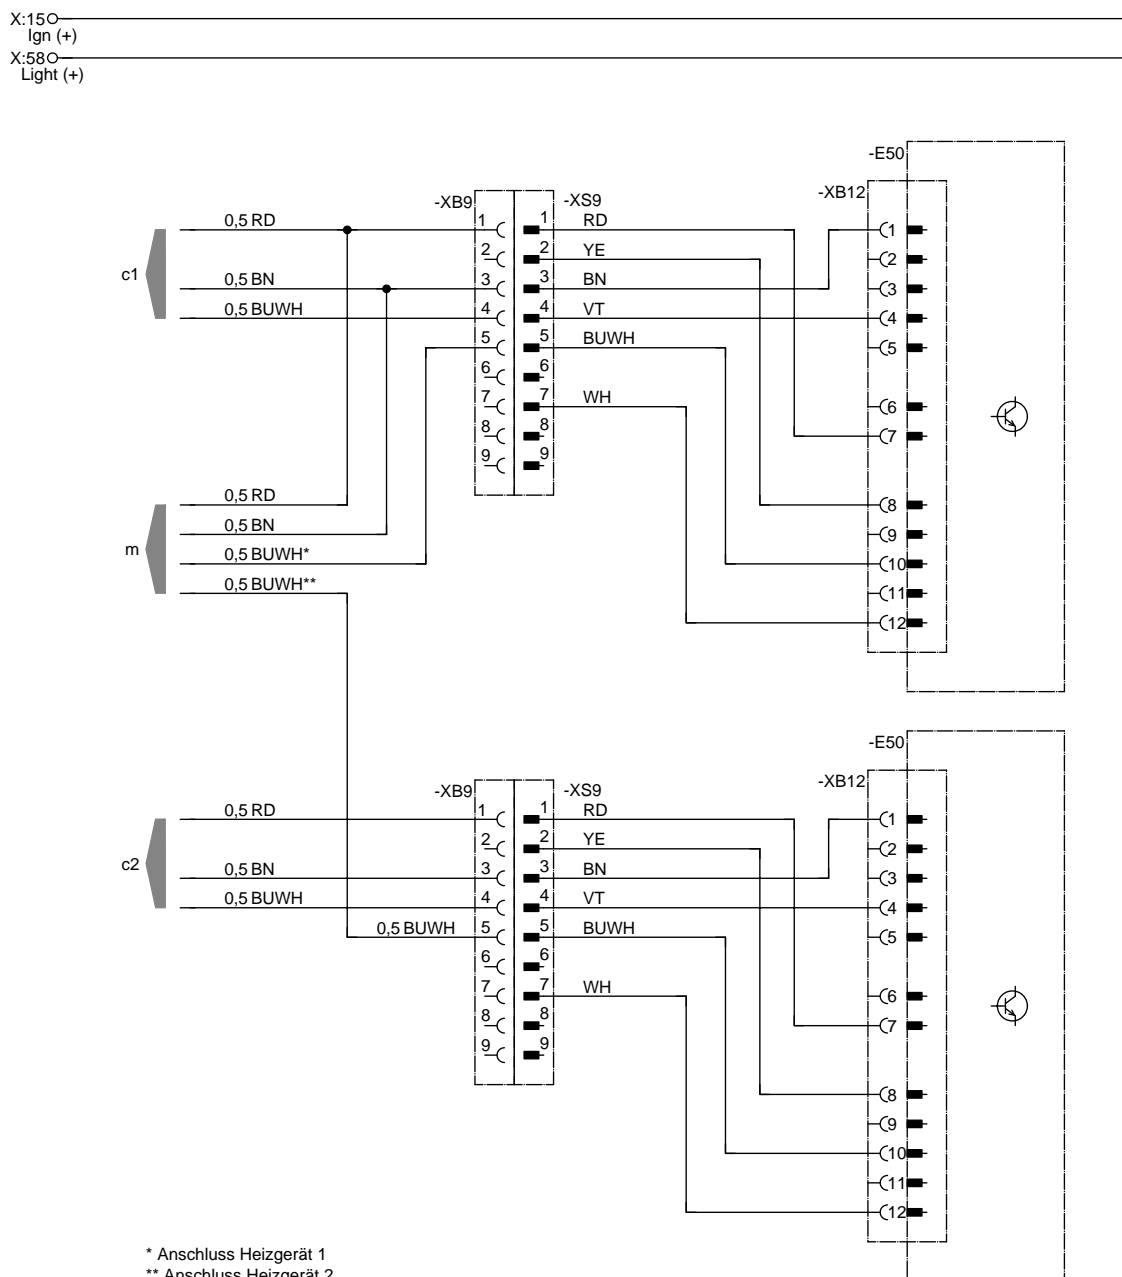 X:15
Ign (+)
X:58
Light (+)
-E50
-XB9
-XS9
-XB12
c1
0,5 RD
0,5 BN
0,5 BUWH
1
2
3
4
5
6
7
8
9
1
2
3
4
5
6
7
8
9
RD
YE
BN
VT
BUWH
WH
1
2
3
4
5
6
7
8
9
10
11
12
m
0,5 RD
0,5 BN
0,5 BUWH*
0,5 BUWH**
-E50
-XB9
-XS9
-XB12
c2
0,5 RD
0,5 BN
0,5 BUWH
0,5 BUWH
1
2
3
4
5
6
7
8
9
1
2
3
4
5
6
7
8
9
RD
YE
BN
VT
BUWH
WH
1
2
3
4
5
6
7
8
9
10
11
12
* Anschluss Heizgerät 1
** Anschluss Heizgerät 2